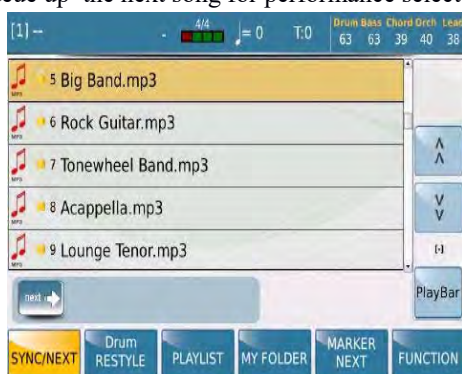 cue up the next song for performance select
[1] -- - 4/4 ♩= 0 T:0 Drum Bass Chord Orch Lead
63 63 39 40 38
5 Big Band.mp3
6 Rock Guitar.mp3
7 Tonewheel Band.mp3
8 Acappella.mp3
9 Lounge Tenor.mp3
[-]
next
PlayBar
SYNC/NEXT Drum RESTYLE PLAYLIST MY FOLDER MARKER NEXT FUNCTION